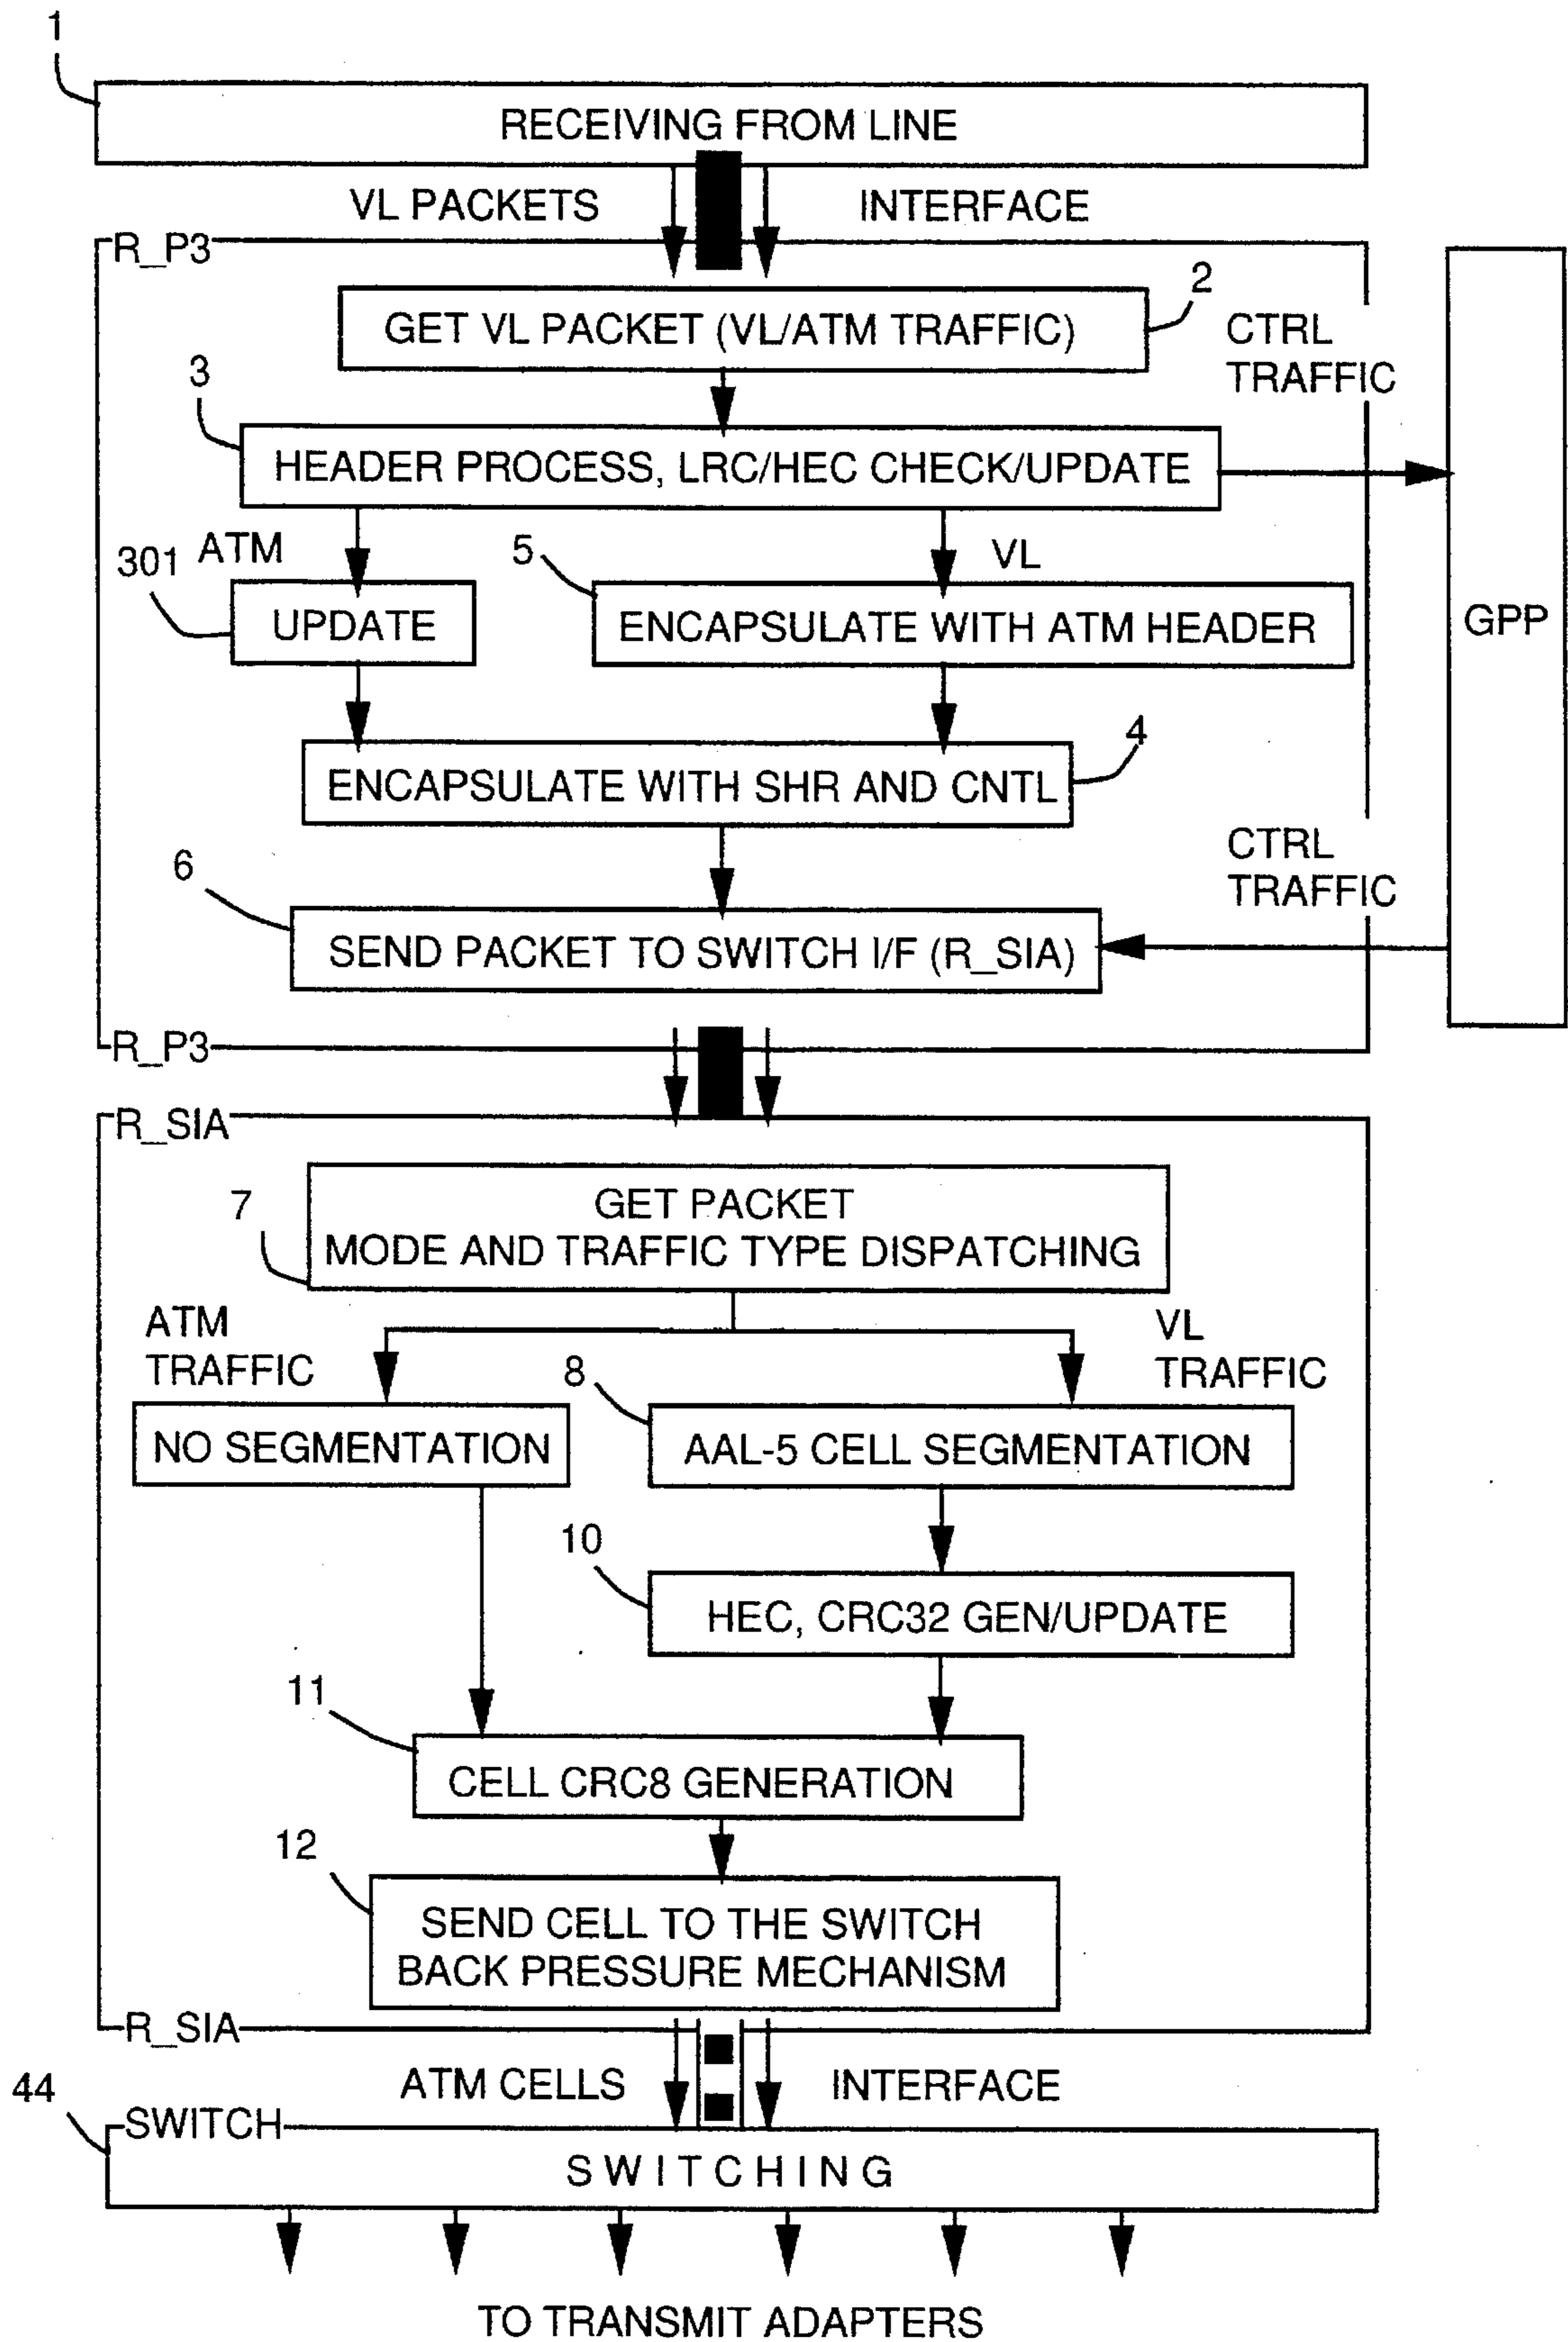 1
RECEIVING FROM LINE
VL PACKETS
INTERFACE
R_P3
2
GET VL PACKET (VL/ATM TRAFFIC)
CTRL
TRAFFIC
3
HEADER PROCESS, LRC/HEC CHECK/UPDATE
GPP
301
ATM
5
VL
UPDATE
ENCAPSULATE WITH ATM HEADER
4
ENCAPSULATE WITH SHR AND CNTL
CTRL
TRAFFIC
6
SEND PACKET TO SWITCH I/F (R_SIA)
R_P3
R_SIA
7
GET PACKET
MODE AND TRAFFIC TYPE DISPATCHING
ATM
TRAFFIC
VL
TRAFFIC
8
NO SEGMENTATION
AAL-5 CELL SEGMENTATION
10
HEC, CRC32 GEN/UPDATE
11
CELL CRC8 GENERATION
12
SEND CELL TO THE SWITCH
BACK PRESSURE MECHANISM
R_SIA
ATM CELLS
INTERFACE
44
SWITCH
SWITCHING
TO TRANSMIT ADAPTERS